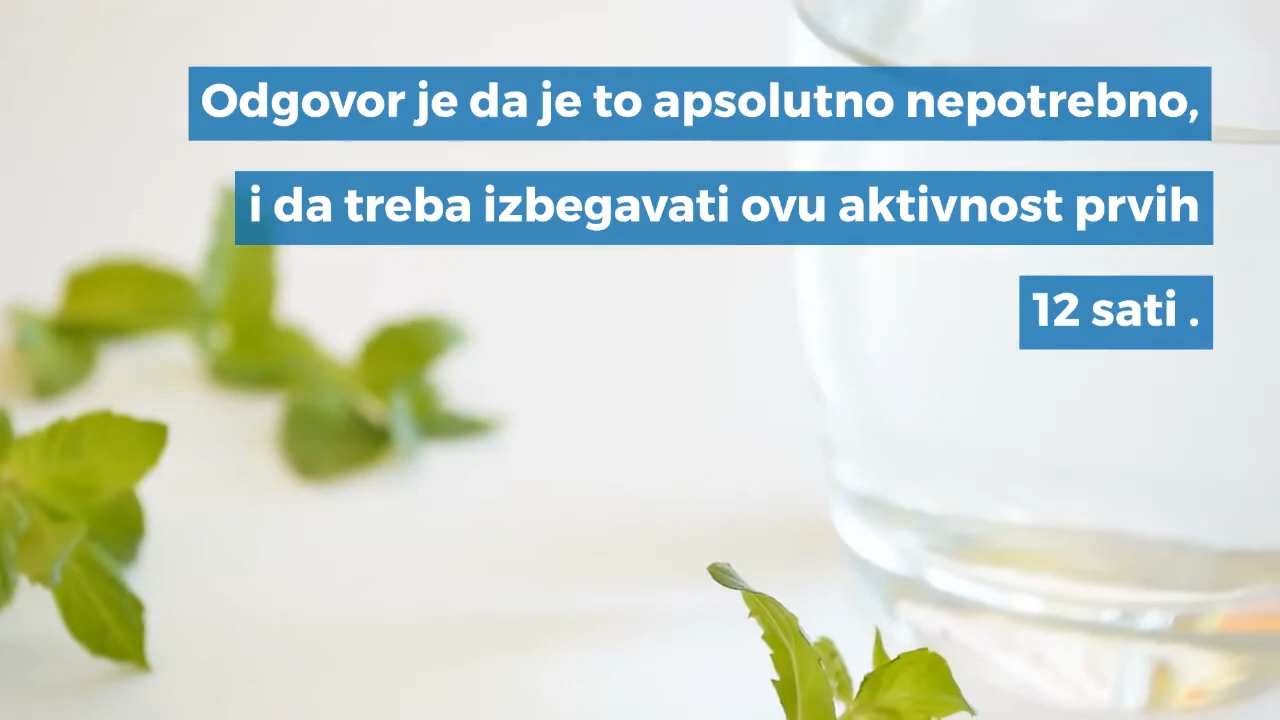 Odgovor je da je to apsolutno nepotrebno,
i da treba izbegavati ovu aktivnost prvih
12 sati .